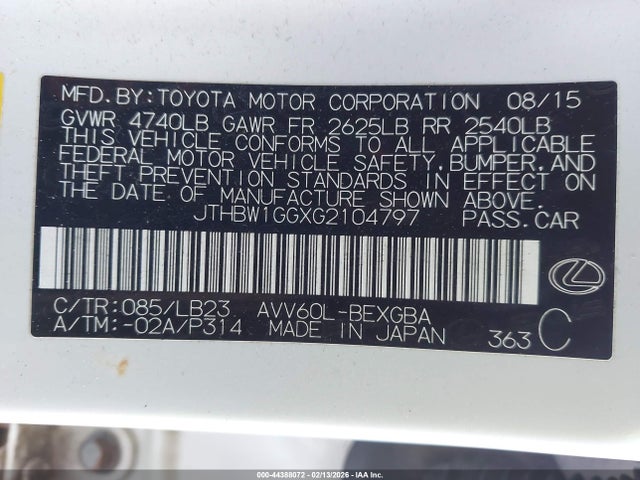 MFD.BY:TOYOTA MOTOR CORPORATION 08/15
GVWR 4740LB GAWR FR 2625LB RR 2540LB
THIS VEHICLE CONFORMS TO ALL APPLICABLE
FEDERAL MOTOR VEHICLE SAFETY,BUMPER,AND
THEFT PREVENTION STANDARDS IN EFFECT ON
THE DATE OF MANUFACTURE SHOWN ABOVE.
JTHBW1GGXG2104797 PASS.CAR
C/TR:085/LB23 AVV60L-BEXGBA
A/TM:-02A/P314 MADE IN JAPAN 363 C
000-44388072 - 02/13/2026 - IAA Inc.